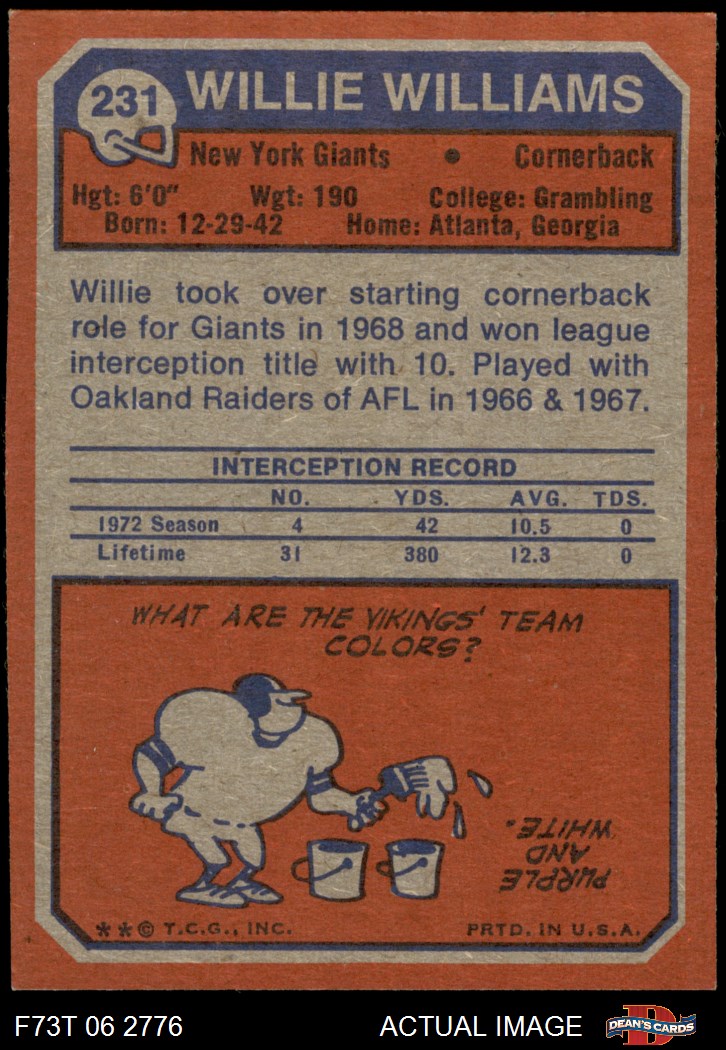 231 WILLIE WILLIAMS
New York Giants • Cornerback
Hgt: 6'0" Wgt: 190 College: Grambling
Born: 12-29-42 Home: Atlanta, Georgia
Willie took over starting cornerback
role for Giants in 1968 and won league
interception title with 10. Played with
Oakland Raiders of AFL in 1966 & 1967.
INTERCEPTION RECORD
NO. YDS. AVG. TDS.
1972 Season 4 42 10.5 0
Lifetime 31 380 12.3 0
WHAT ARE THE VIKINGS' TEAM
COLORS?
PURPLE
AND
WHITE.
**© T.C.G., INC. PRTD. IN U.S.A.
F73T 06 2776 ACTUAL IMAGE D DEAN'S CARDS